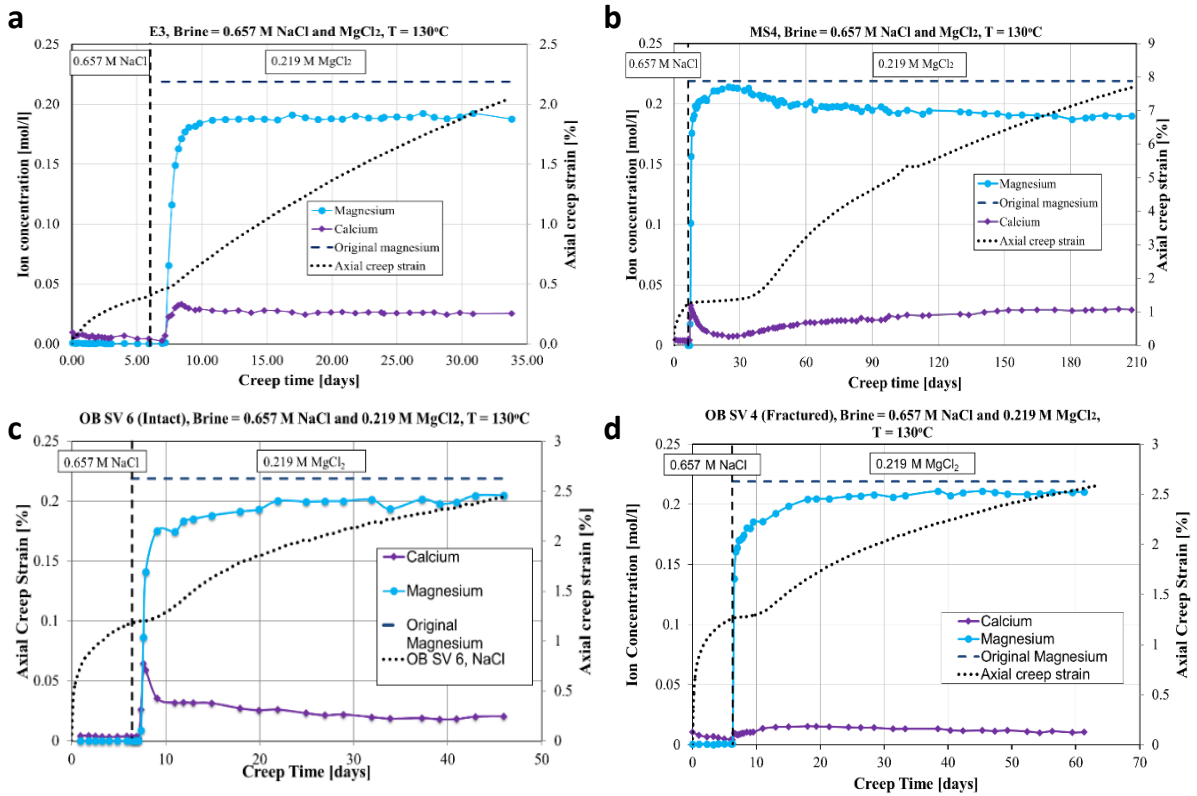 a
E3, Brine = 0.657 M NaCl and MgCl2, T = 130°C
0.25
0.20
0.15
0.10
0.05
0.00
Ion concentration [mol/l]
0.657 M NaCl
0.219 MgCl2
Magnesium
Calcium
Original magnesium
Axial creep strain
2.5
2.0
1.5
1.0
0.5
0.0
Axial creep strain [%]
0.00 5.00 10.00 15.00 20.00 25.00 30.00 35.00
Creep time [days]
b
MS4, Brine = 0.657 M NaCl and MgCl2, T = 130°C
0.25
0.20
0.15
0.10
0.05
0.00
Ion concentration [mol/l]
0.657 M NaCl
0.219 MgCl2
Magnesium
Original magnesium
Calcium
Axial creep strain
9
8
7
6
5
4
3
2
1
0
Axial creep strain [%]
0 30 60 90 120 150 180 210
Creep time [days]
c
OB SV 6 (Intact), Brine = 0.657 M NaCl and 0.219 M MgCl2, T = 130°C
0.25
0.2
0.15
0.1
0.05
0
Axial Creep Strain [%]
0.657 M NaCl
0.219 M MgCl2
Calcium
Magnesium
Original
Magnesium
OB SV 6, NaCl
3
2.5
2
1.5
1
0.5
0
Axial creep strain [%]
0 10 20 30 40 50
Creep Time [days]
d
OB SV 4 (Fractured), Brine = 0.657 M NaCl and 0.219 M MgCl2,
T = 130°C
0.25
0.2
0.15
0.1
0.05
0
Ion Concentration [mol/l]
0.657 M NaCl
0.219 M MgCl2
Calcium
Magnesium
Original Magnesium
Axial creep strain
3
2.5
2
1.5
1
0.5
0
Axial Creep Strain [%]
0 10 20 30 40 50 60 70
Creep Time [days]